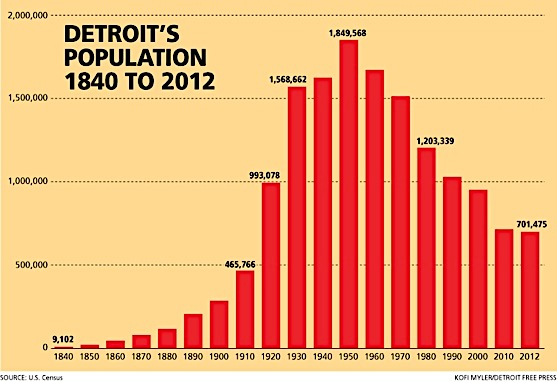 2,000,000
DETROIT'S
POPULATION
1840 TO 2012
1,849,568
1,568,662
1,500,000
1,203,339
993,078
1,000,000
701,475
465,766
500,000
9,102
0
1840 1850 1860 1870 1880 1890 1900 1910 1920 1930 1940 1950 1960 1970 1980 1990 2000 2010 2012
SOURCE: U.S. Census
KOFI MYLER/DETROIT FREE PRESS